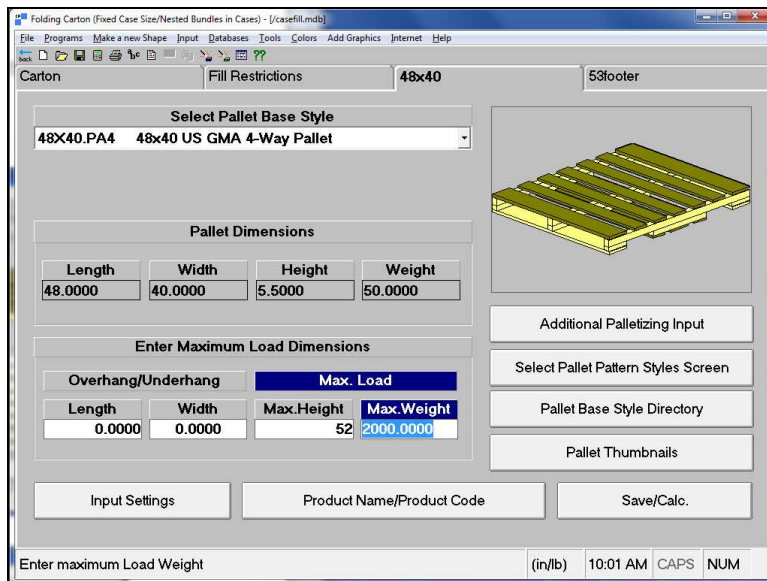 Folding Carton (Fixed Case Size/Nested Bundles in Cases) - [/casefill.mdb]
File Programs Make a new Shape Input Databases Tools Colors Add Graphics Internet Help
back ??
Carton Fill Restrictions 48x40 53footer
Select Pallet Base Style
48X40.PA4 48x40 US GMA 4-Way Pallet
Pallet Dimensions
Length Width Height Weight
48.0000 40.0000 5.5000 50.0000
Enter Maximum Load Dimensions
Overhang/Underhang Max. Load
Length Width Max.Height Max.Weight
0.0000 0.0000 52 2000.0000
Additional Palletizing Input
Select Pallet Pattern Styles Screen
Pallet Base Style Directory
Pallet Thumbnails
Input Settings Product Name/Product Code Save/Calc.
Enter maximum Load Weight (in/lb) 10:01 AM CAPS NUM